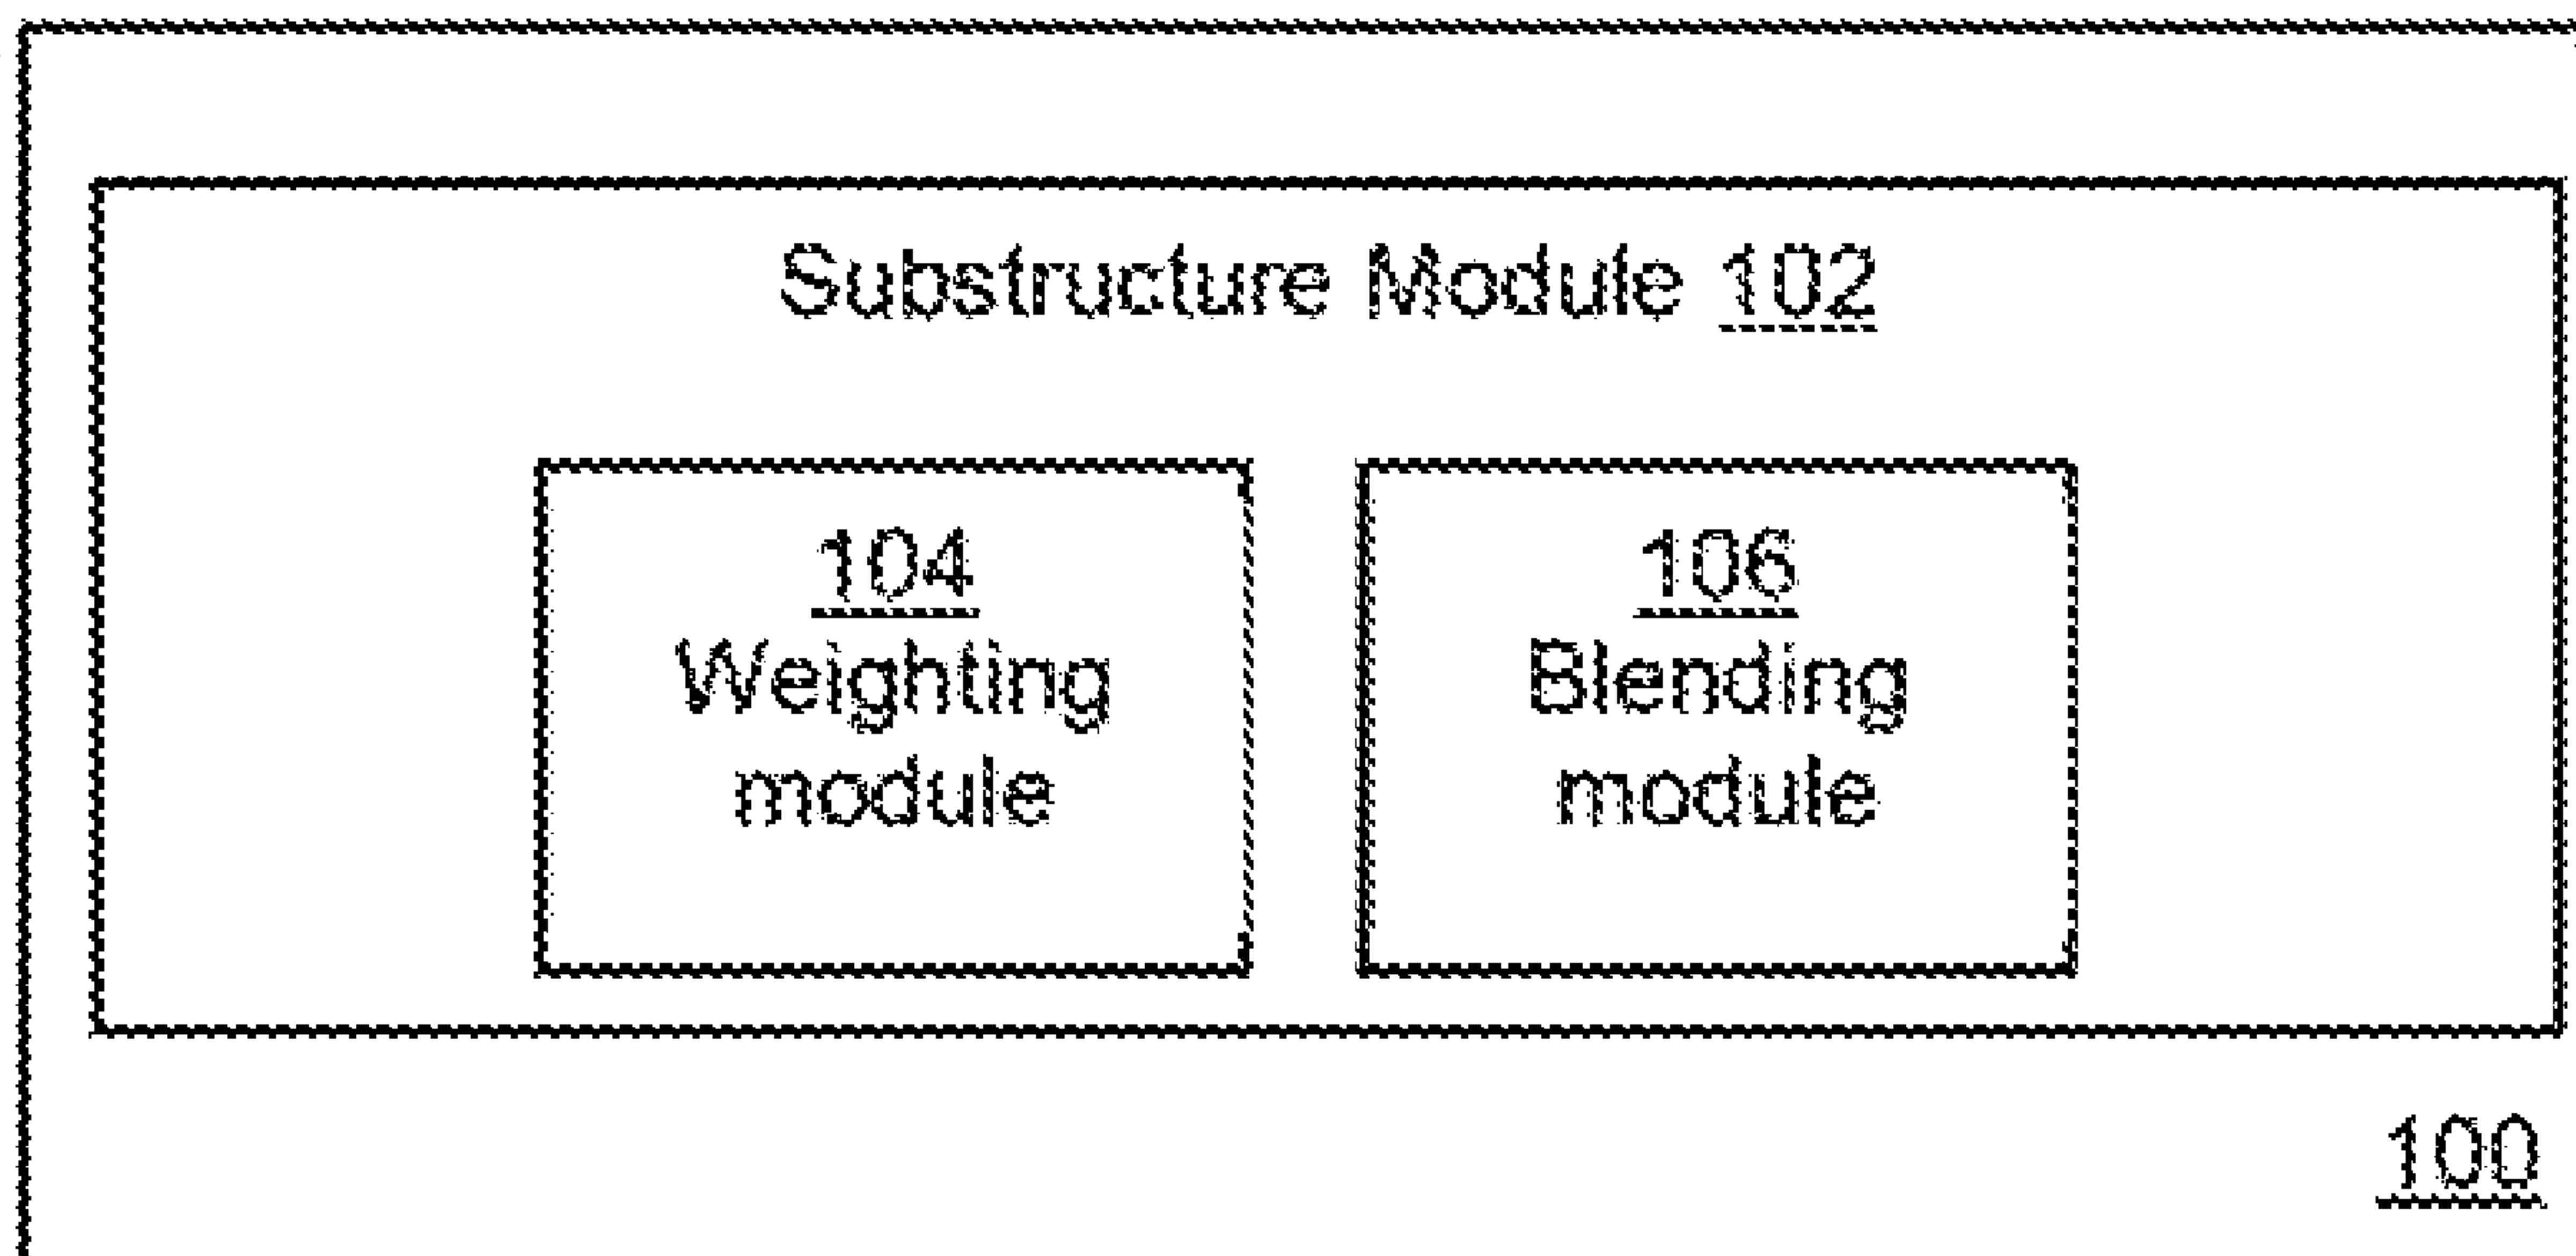 Substructure Module 102
104
Weighting
module
106
Blending
module
100